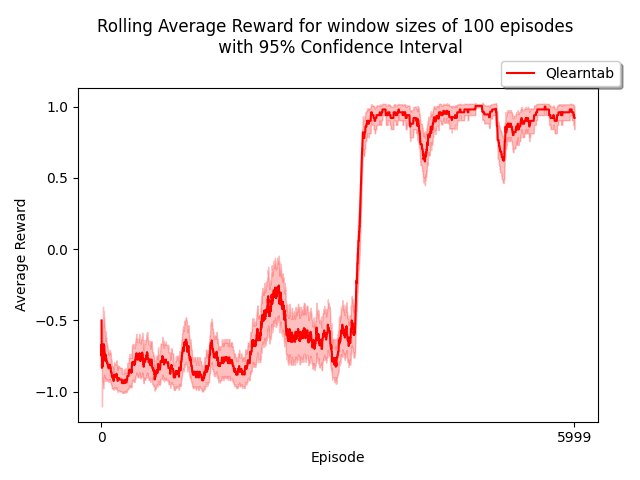 Rolling Average Reward for window sizes of 100 episodes
with 95% Confidence Interval
Qlearntab
1.0
0.5
0.0
−0.5
−1.0
Average Reward
0
5999
Episode